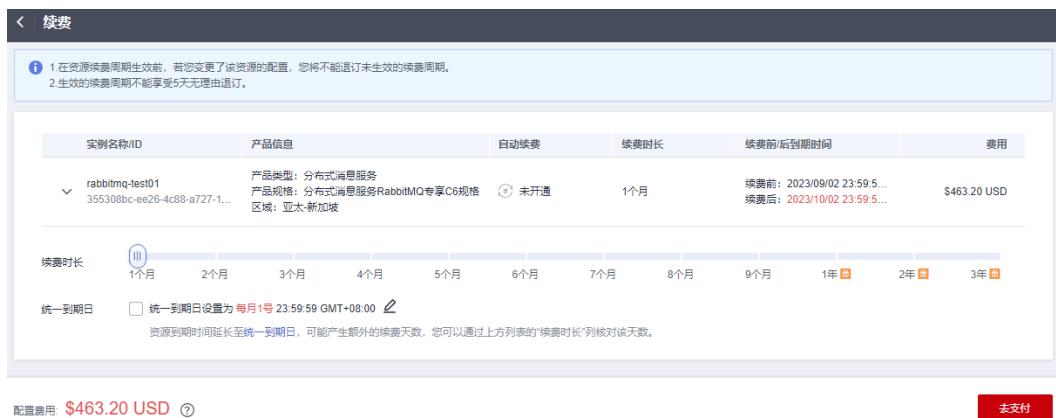 续费
1.在资源续费周期生效前，若您变更了该资源的配置，您将不能退订未生效的续费周期。
2.生效的续费周期不能享受5天无理由退订。
实例名称/ID 产品信息 自动续费 续费时长 续费前/后到期时间 费用
rabbitmq-test01
355308bc-ee26-4c88-a727-1...
产品类型：分布式消息服务
产品规格：分布式消息服务RabbitMQ专享C6规格
区域：亚太-新加坡
未开通
1个月
续费前：2023/09/02 23:59:5...
续费后：2023/10/02 23:59:5...
$463.20 USD
续费时长
1个月 2个月 3个月 4个月 5个月 6个月 7个月 8个月 9个月 1年 2年 3年
统一到期日 统一到期日设置为 每月1号 23:59:59 GMT+08:00
资源到期时间延长至统一到期日，可能产生额外的续费天数，您可以通过上方列表的“续费时长”列核对该天数。
配置费用: $463.20 USD
去支付